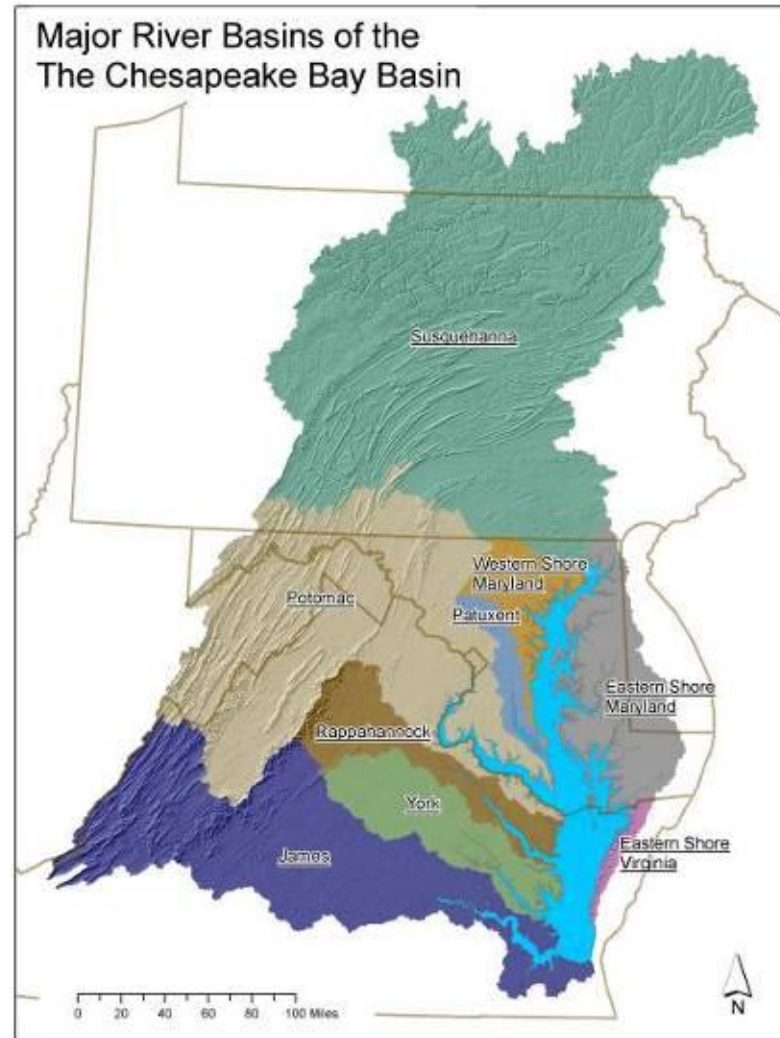 Major River Basins of the
The Chesapeake Bay Basin
Susquehanna
Western Shore
Maryland
Potomac
Patuxent
Eastern Shore
Maryland
Rappahannock
York
Eastern Shore
Virginia
James
0 20 40 60 80 100 Miles
N